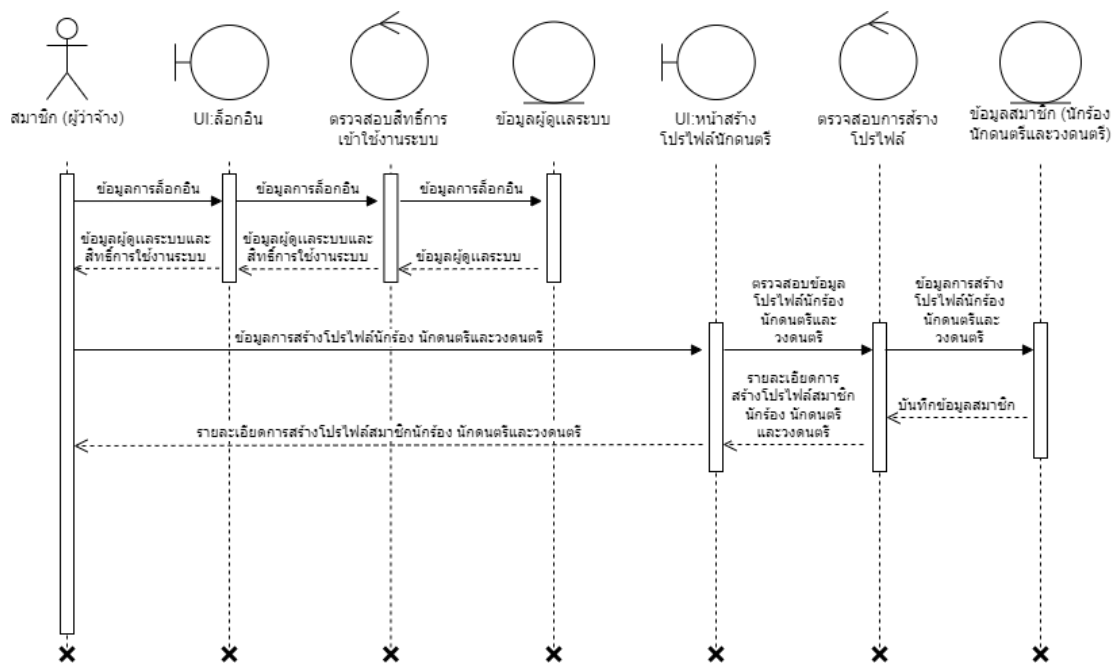 สมาชิก (ผู้ว่าจ้าง)
UI:ล็อกอิน
ตรวจสอบสิทธิ์การ
เข้าใช้งานระบบ
ข้อมูลผู้ดูแลระบบ
UI:หน้าสร้าง
โปรไฟล์นักดนตรี
ตรวจสอบการสร้าง
โปรไฟล์
ข้อมูลสมาชิก (นักร้อง
นักดนตรีและวงดนตรี)
ข้อมูลการล็อกอิน
ข้อมูลการล็อกอิน
ข้อมูลการล็อกอิน
ข้อมูลผู้ดูแลระบบและ
สิทธิ์การใช้งานระบบ
ข้อมูลผู้ดูแลระบบและ
สิทธิ์การใช้งานระบบ
ข้อมูลผู้ดูแลระบบ
ข้อมูลการสร้างโปรไฟล์นักร้อง นักดนตรีและวงดนตรี
ตรวจสอบข้อมูล
โปรไฟล์นักร้อง
นักดนตรีและ
วงดนตรี
ข้อมูลการสร้าง
โปรไฟล์นักร้อง
นักดนตรีและ
วงดนตรี
บันทึกข้อมูลสมาชิก
รายละเอียดการ
สร้างโปรไฟล์สมาชิก
นักร้อง นักดนตรี
และวงดนตรี
รายละเอียดการสร้างโปรไฟล์สมาชิกนักร้อง นักดนตรีและวงดนตรี